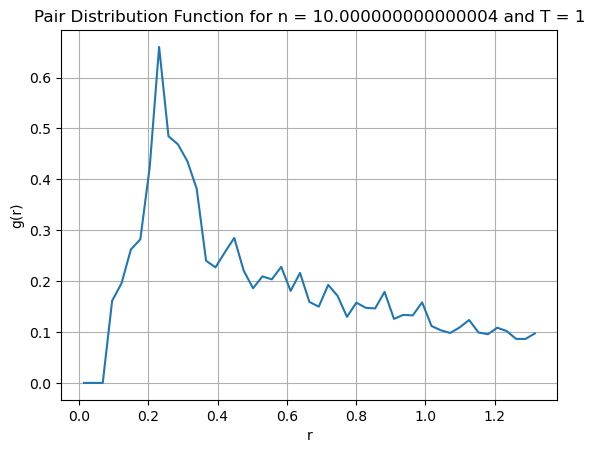 Pair Distribution Function for n = 10.000000000000004 and T = 1
g(r)
0.6
0.5
0.4
0.3
0.2
0.1
0.0
0.0 0.2 0.4 0.6 0.8 1.0 1.2
r